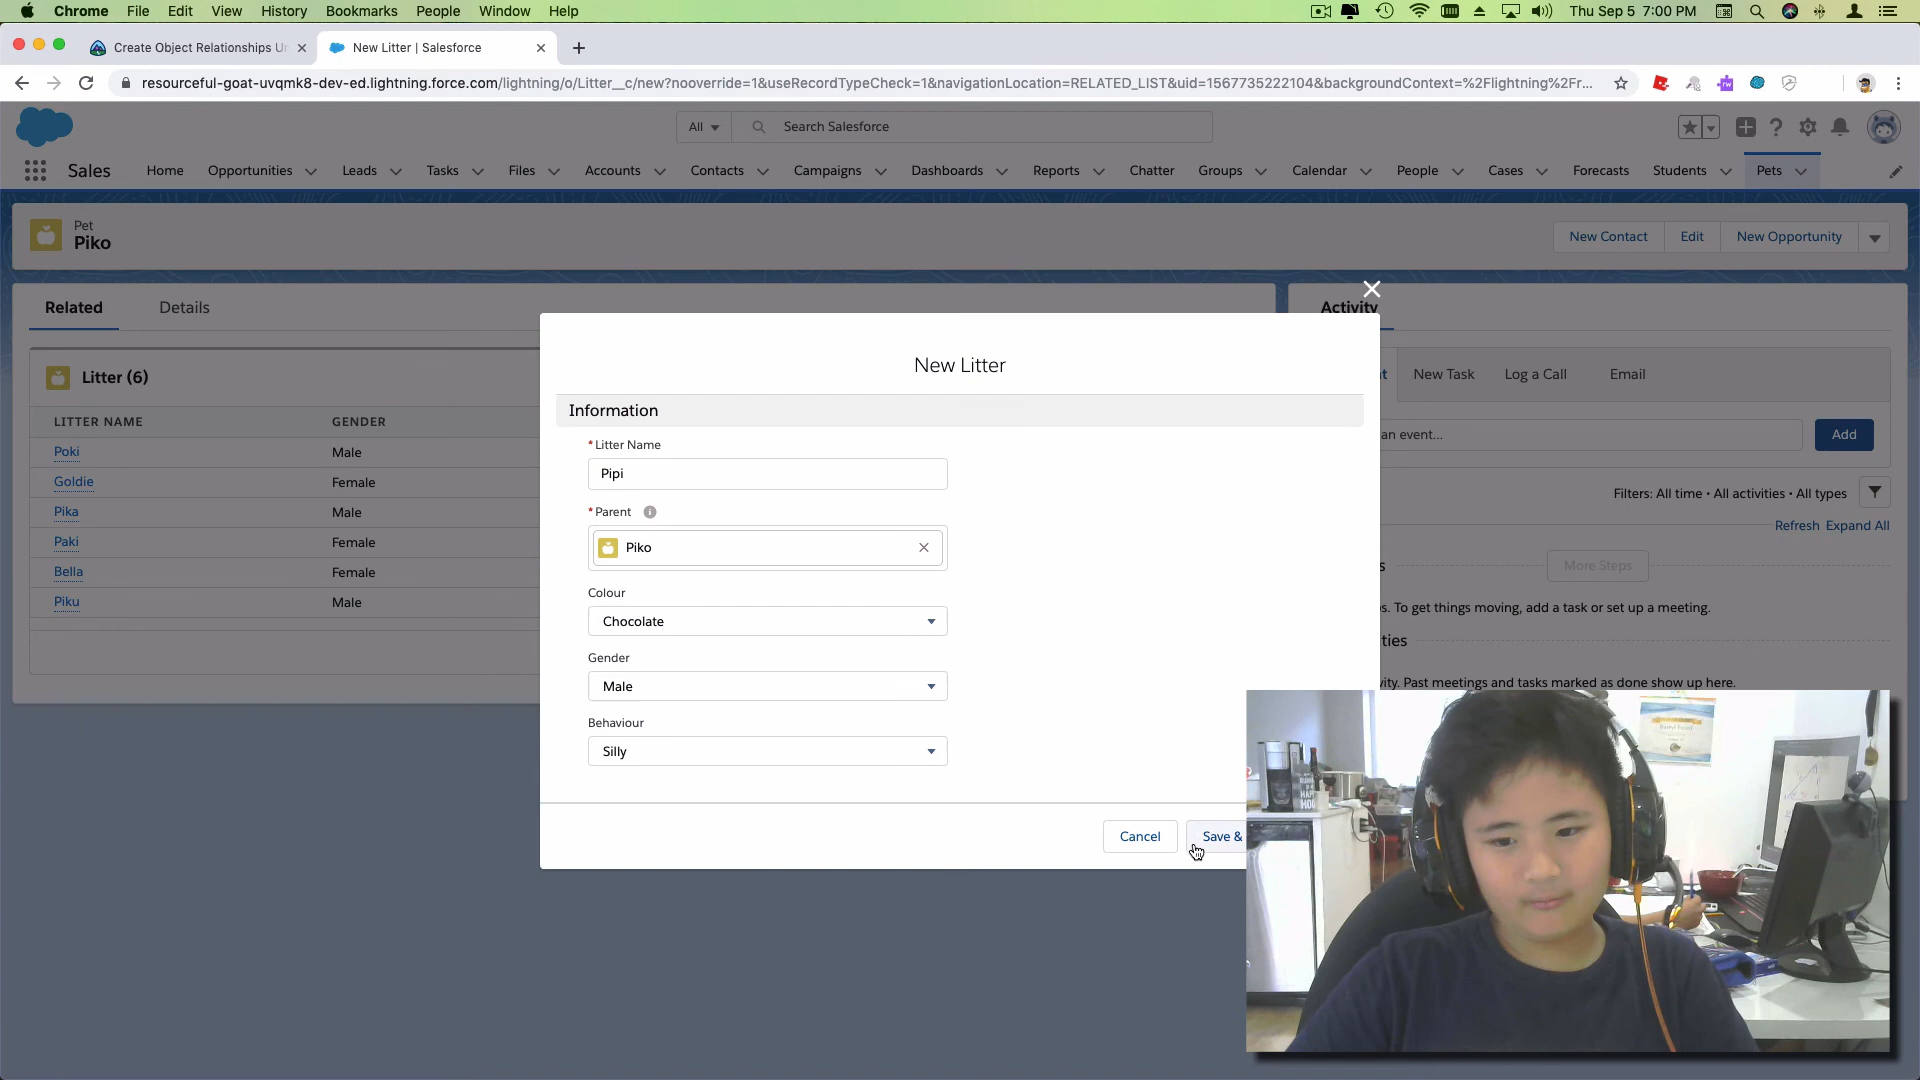 Chrome File Edit View History Bookmarks People Window Help Thu Sep 5 7:00 PM
Create Object Relationships Un
New Litter | Salesforce
resourceful-goat-uvqmk8-dev-ed.lightning.force.com/lightning/o/Litter__c/new?nooverride=1&useRecordTypeCheck=1&navigationLocation=RELATED_LIST&uid=1567735222104&backgroundContext=%2Flightning%2Fr...
All Search Salesforce
Sales Home Opportunities Leads Tasks Files Accounts Contacts Campaigns Dashboards Reports Chatter Groups Calendar People Cases Forecasts Students Pets
Pet
Piko
New Contact Edit New Opportunity
Related Details
Activity
Litter (6)
LITTER NAME GENDER
Poki Male
Goldie Female
Pika Male
Paki Female
Bella Female
Piku Male
New Litter
Information
*Litter Name
Pipi
*Parent
Piko
Colour
Chocolate
Gender
Male
Behaviour
Silly
Cancel Save &
t New Task Log a Call Email
an event... Add
Filters: All time • All activities • All types
Refresh Expand All
s More Steps
s. To get things moving, add a task or set up a meeting.
ties
vity. Past meetings and tasks marked as done show up here.